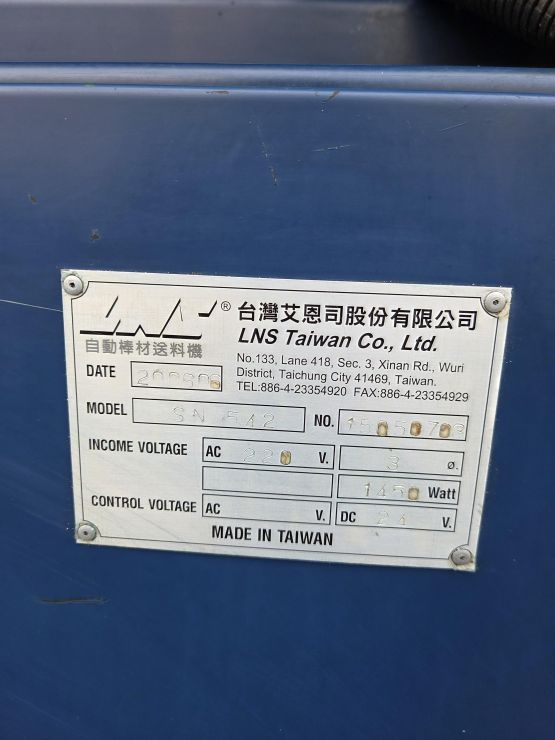 LNS®
台灣艾恩司股份有限公司
自動棒材送料機
LNS Taiwan Co., Ltd.
No.133, Lane 418, Sec. 3, Xinan Rd., Wuri
District, Taichung City 41469, Taiwan.
TEL:886-4-23354920 FAX:886-4-23354929
DATE
MODEL SN 542 NO.
INCOME VOLTAGE AC 220 V. 3 ø.
1450 Watt
CONTROL VOLTAGE AC V. DC 24 V.
MADE IN TAIWAN